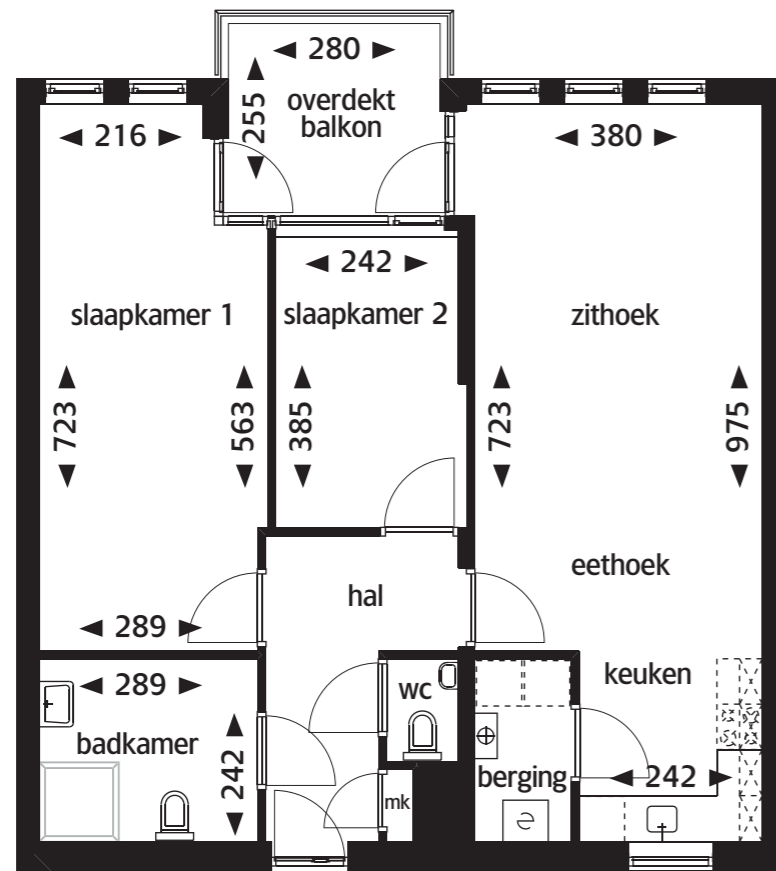 280
255
overdekt
balkon
216
380
242
slaapkamer 1
slaapkamer 2
zithoek
723
563
385
723
975
eethoek
hal
289
289
keuken
wc
badkamer
242
berging
242
mk